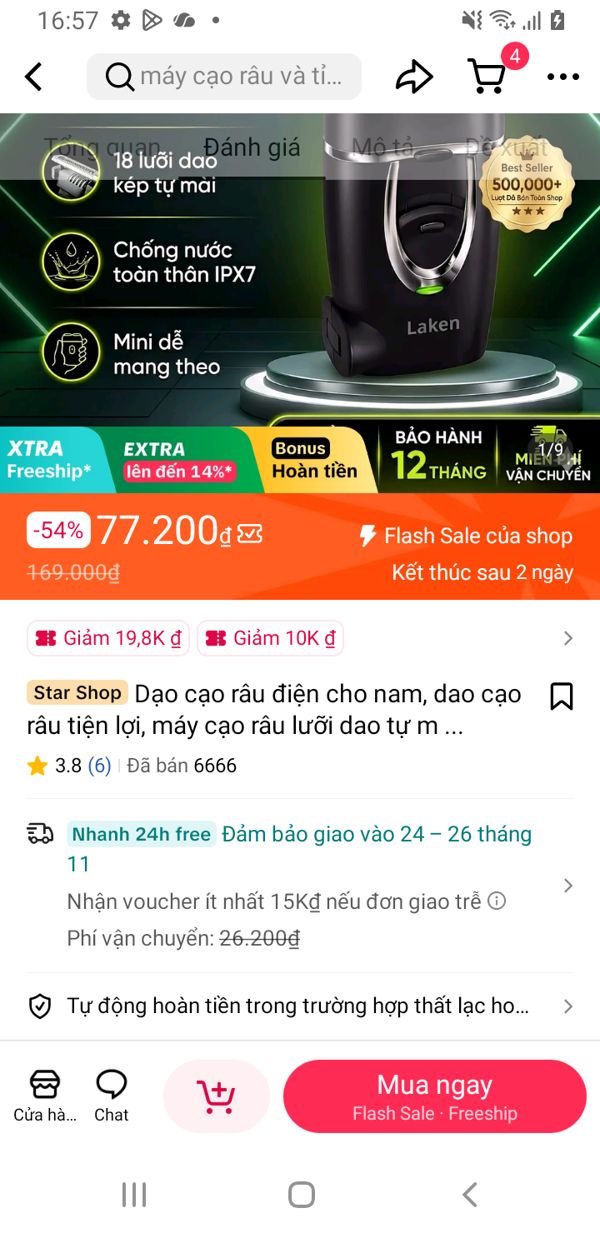 16:57
4
máy cạo râu và tỉ...
Tổng quan Đánh giá Mô tả Đề xuất
18 lưỡi dao
kép tự mài
Best Seller
500,000+
Lượt Đã Bán Toàn Shop
Chống nước
toàn thân IPX7
Laken
Mini dễ
mang theo
XTRA
Freeship*
EXTRA
lên đến 14%*
Bonus
Hoàn tiền
BẢO HÀNH
12 THÁNG
1/9
MIỄN PHÍ
VẬN CHUYỂN
-54% 77.200₫
Flash Sale của shop
169.000₫
Kết thúc sau 2 ngày
Giảm 19,8K ₫ Giảm 10K ₫
Star Shop Dạo cạo râu điện cho nam, dao cạo
râu tiện lợi, máy cạo râu lưỡi dao tự m ...
3.8 (6) Đã bán 6666
Nhanh 24h free Đảm bảo giao vào 24 – 26 tháng
11
Nhận voucher ít nhất 15K₫ nếu đơn giao trễ
Phí vận chuyển: 26.200₫
Tự động hoàn tiền trong trường hợp thất lạc ho...
Cửa hà...
Chat
Mua ngay
Flash Sale · Freeship